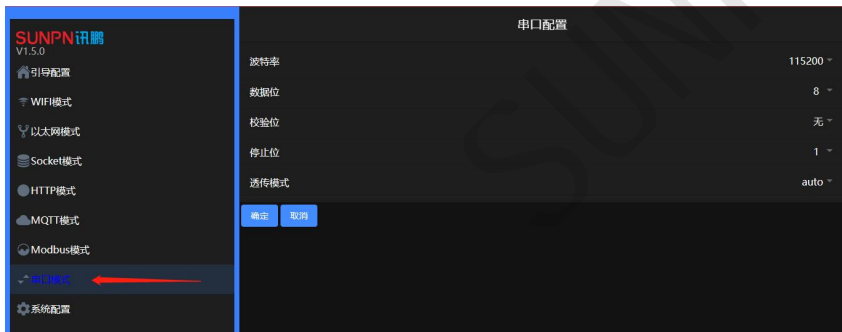 SUNPN讯鹏
V1.5.0
引导配置
WIFI模式
以太网模式
Socket模式
HTTP模式
MQTT模式
Modbus模式
串口模式
系统配置
串口配置
波特率 115200
数据位 8
校验位 无
停止位 1
透传模式 auto
确定 取消